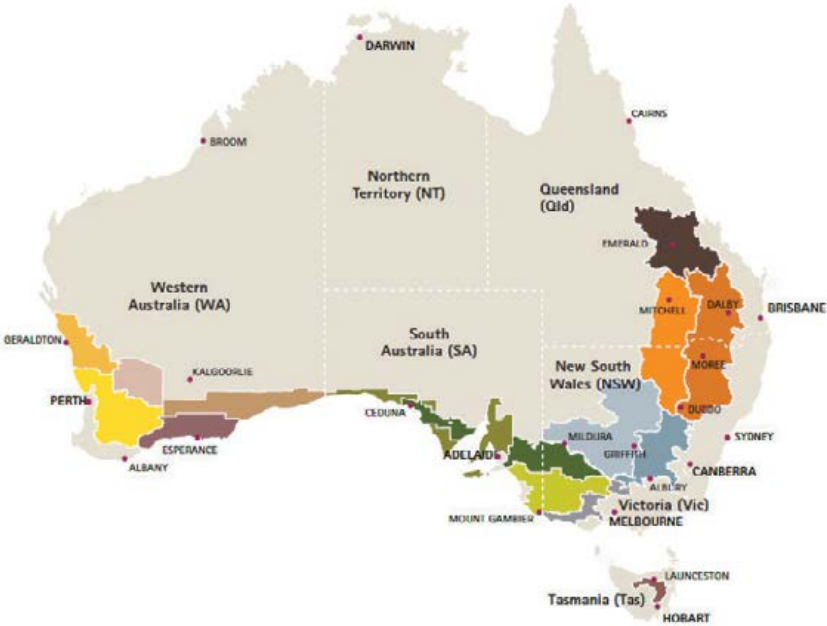 DARWIN
CAIRNS
BROOM
Northern
Territory (NT)
Queensland
(Qld)
EMERALD
Western
Australia (WA)
MITCHELL
DALBY
BRISBANE
GERALDTON
South
Australia (SA)
MOREE
KALGOORLIE
New South
Wales (NSW)
PERTH
CEDUNA
DUBBO
MILDURA
SYDNEY
ESPERANCE
ADELAID
GRIFFISH
ALBANY
CANBERRA
ALBURY
Victoria (Vic)
MOUNT GAMBIER
MELBOURNE
LAUNCESTON
Tasmania (Tas)
HOBART